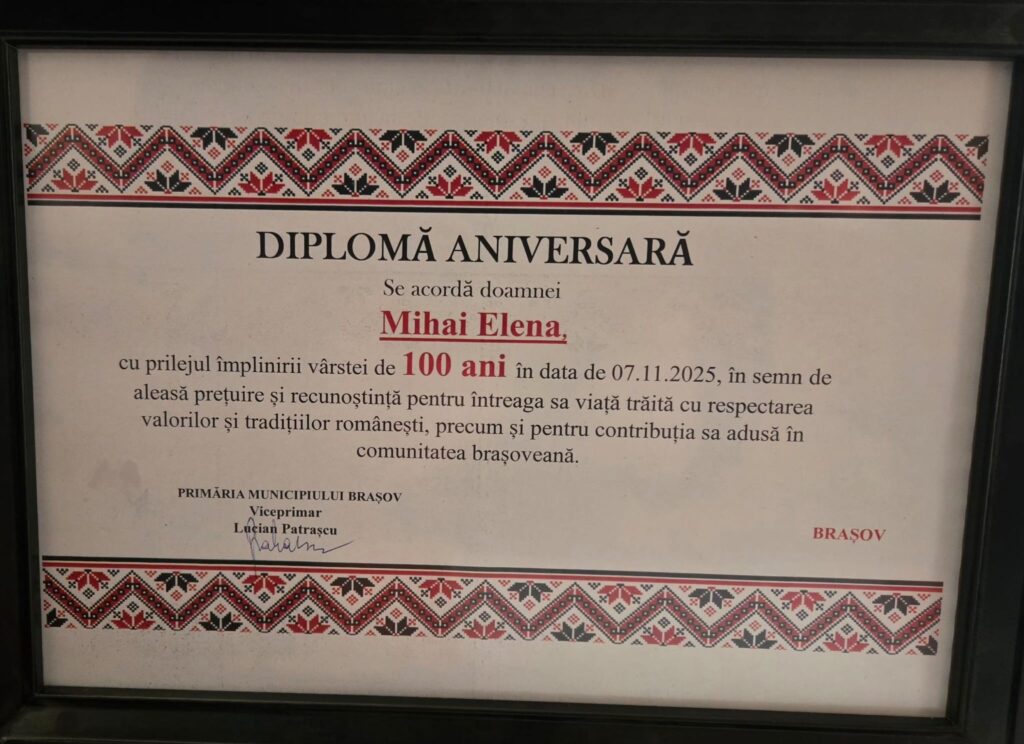 DIPLOMĂ ANIVERSARĂ
Se acordă doamnei
Mihai Elena,
cu prilejul împlinirii vârstei de 100 ani în data de 07.11.2025, în semn de
aleasă prețuire și recunoștință pentru întreaga sa viață trăită cu respectarea
valorilor și tradițiilor românești, precum și pentru contribuția sa adusă în
comunitatea brașoveană.
PRIMĂRIA MUNICIPIULUI BRAȘOV
Viceprimar
Lucian Patrașcu
BRAȘOV